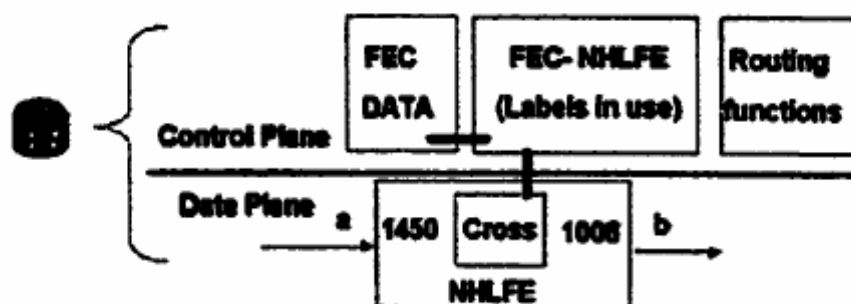 FEC DATA
FEC- NHLFE (Labels in use)
Routing functions
Control Plane
Data Plane
a
1450
Cross
1006
b
NHLFE